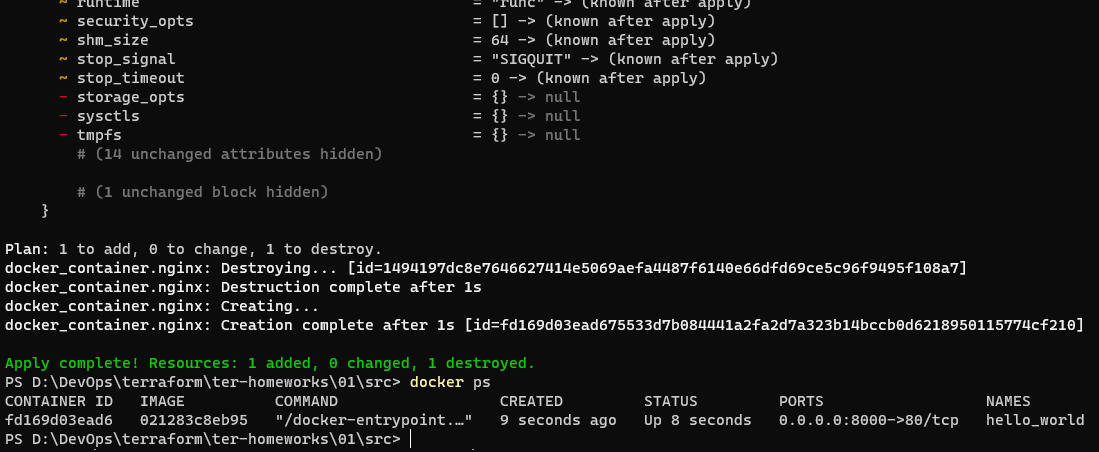 ~ runtime = "runc" -> (known after apply)
~ security_opts = [] -> (known after apply)
~ shm_size = 64 -> (known after apply)
~ stop_signal = "SIGQUIT" -> (known after apply)
~ stop_timeout = 0 -> (known after apply)
- storage_opts = {} -> null
- sysctls = {} -> null
- tmpfs = {} -> null
# (14 unchanged attributes hidden)
# (1 unchanged block hidden)
}
Plan: 1 to add, 0 to change, 1 to destroy.
docker_container.nginx: Destroying... [id=1494197dc8e7646627414e5069aefa4487f6140e66dfd69ce5c96f9495f108a7]
docker_container.nginx: Destruction complete after 1s
docker_container.nginx: Creating...
docker_container.nginx: Creation complete after 1s [id=fd169d03ead675533d7b084441a2fa2d7a323b14bccb0d6218950115774cf210]
Apply complete! Resources: 1 added, 0 changed, 1 destroyed.
PS D:\DevOps\terraform\ter-homeworks\01\src> docker ps
CONTAINER ID IMAGE COMMAND CREATED STATUS PORTS NAMES
fd169d03ead6 021283c8eb95 "/docker-entrypoint.…" 9 seconds ago Up 8 seconds 0.0.0.0:8000->80/tcp hello_world
PS D:\DevOps\terraform\ter-homeworks\01\src>